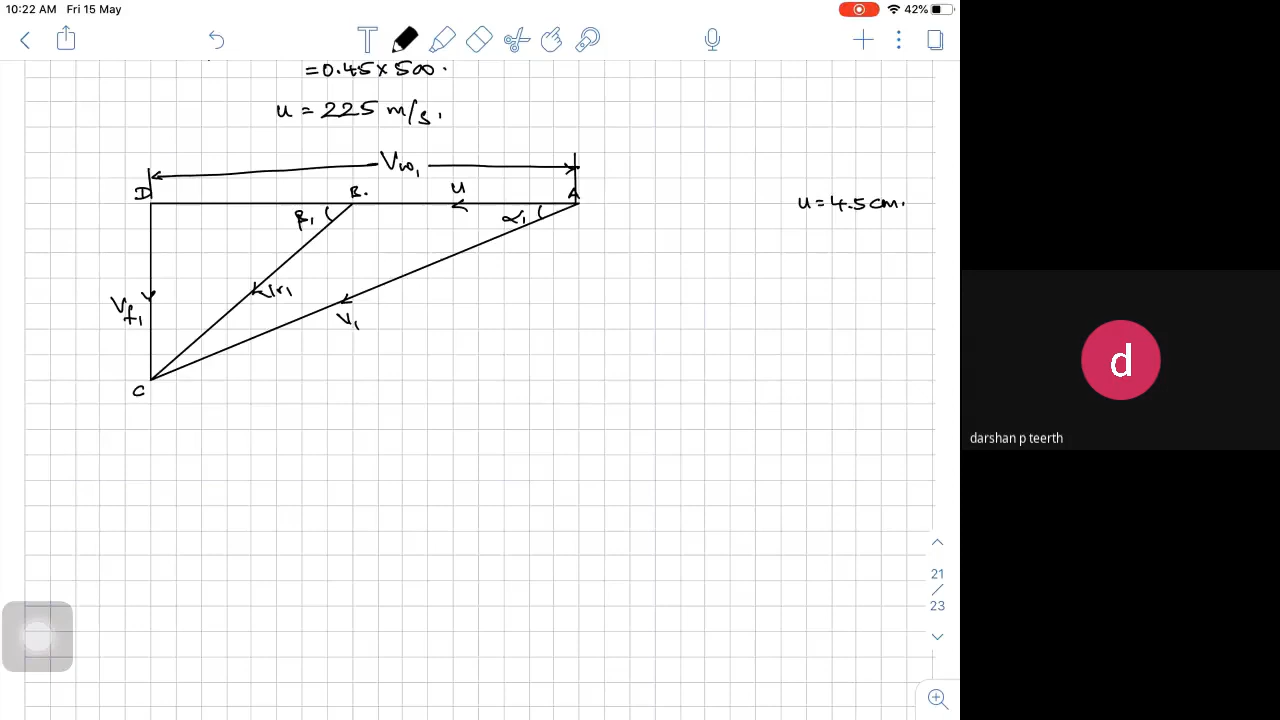 10:22 AM Fri 15 May
42%
= 0.45 × 500.
u = 225 m/s.
Vw₁
D B. u A
β₁ α₁
u = 4.5 cm.
Vf₁ Vr₁
V₁
C
d
darshan p teerth
21
/
23